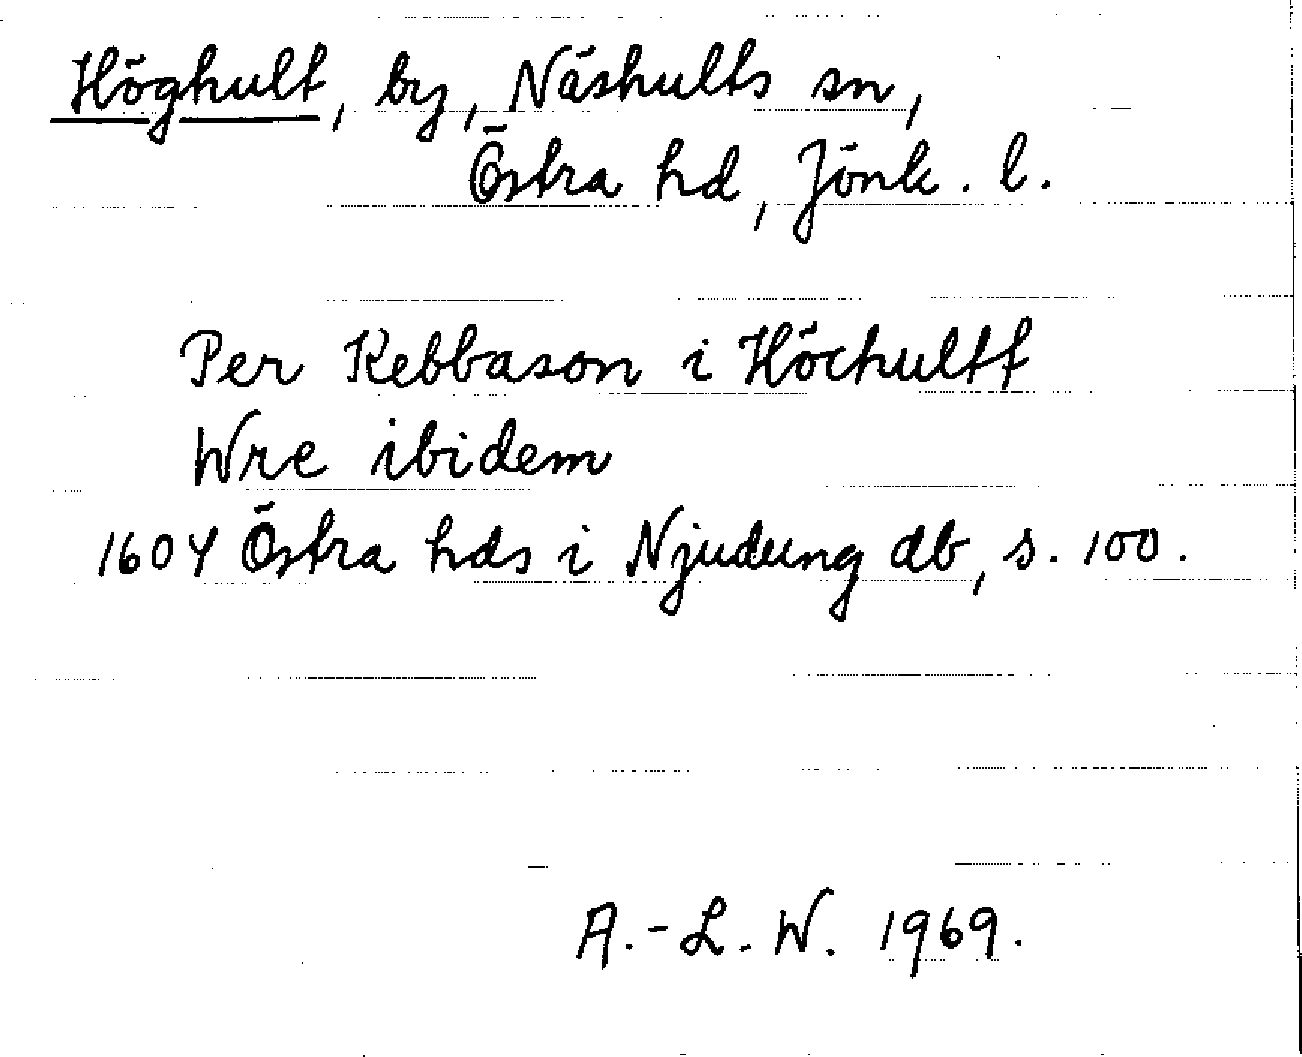 Höghult, by, Näshults sn,
Östra hd, Jönk. l.
Per Kebbason i Höchultt
Wre ibidem
1604 Östra hds i Njudung db, s. 100.
A.-L. W. 1969.